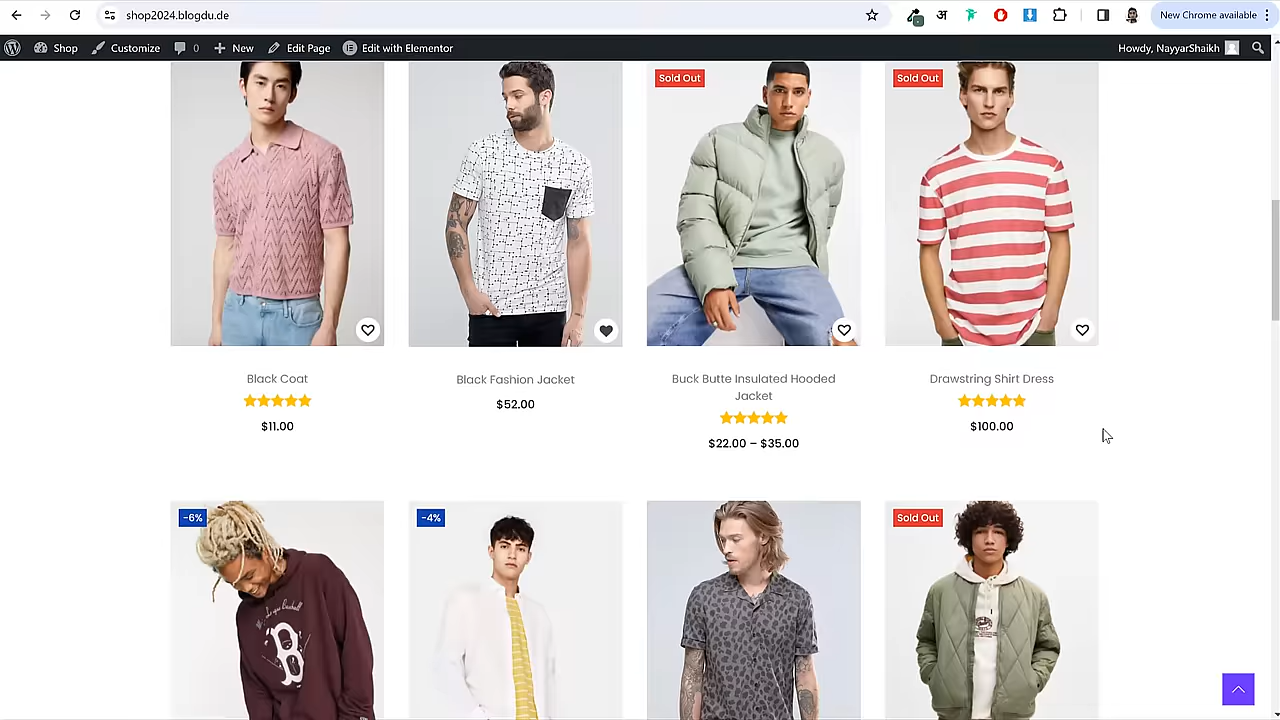 shop2024.blogdu.de
अ
New Chrome available
Shop
Customize
0
New
Edit Page
Edit with Elementor
Howdy, NayyarShaikh
Sold Out
Sold Out
Black Coat
$11.00
Black Fashion Jacket
$52.00
Buck Butte Insulated Hooded
Jacket
$22.00 – $35.00
Drawstring Shirt Dress
$100.00
-6%
-4%
Sold Out
B